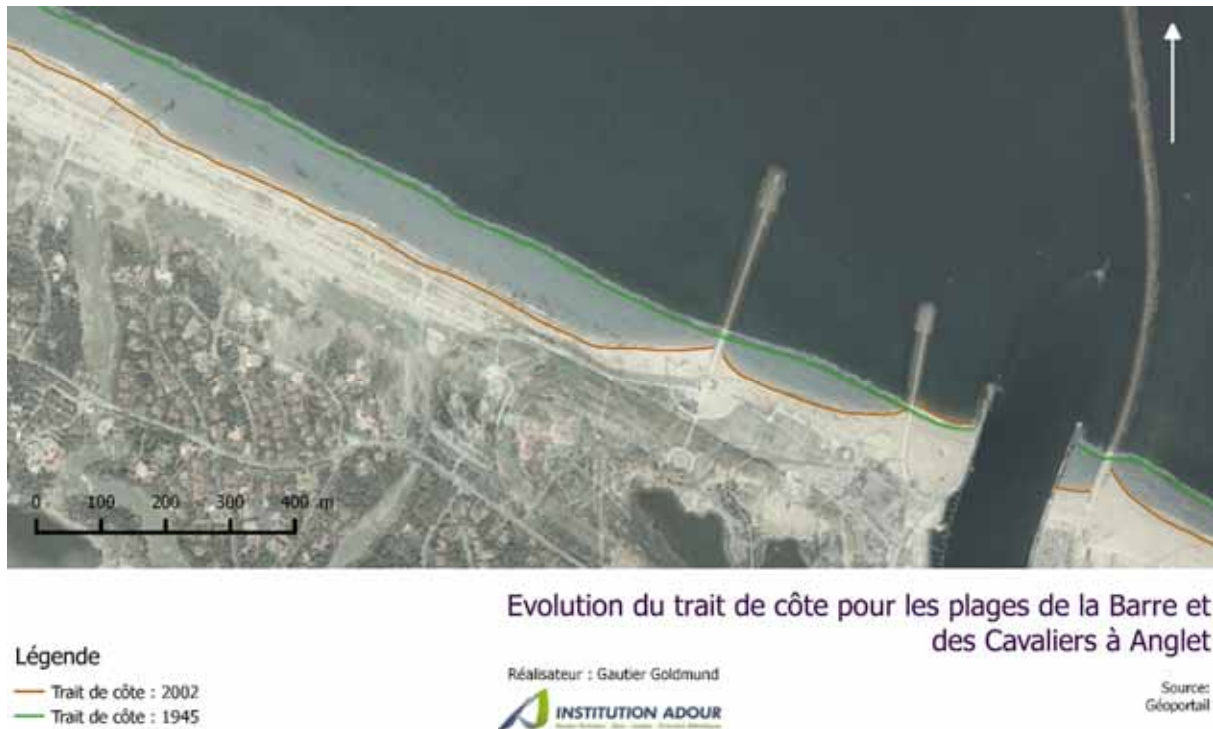 0 100 200 300 400 m
Evolution du trait de côte pour les plages de la Barre et
des Cavaliers à Anglet
Légende
Trait de côte : 2002
Trait de côte : 1945
Réalisateur : Gautier Goldmund
INSTITUTION ADOUR
Source:
Géoportail